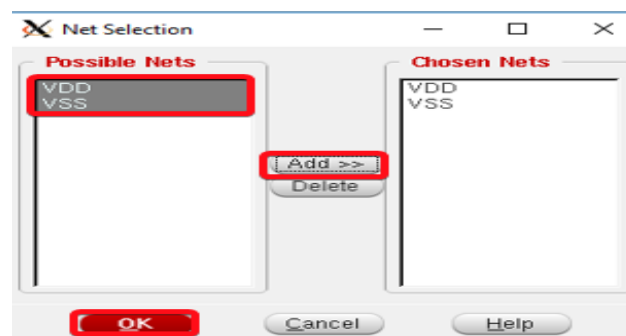 Net Selection
Possible Nets
Chosen Nets
VDD
VSS
VDD
VSS
Add >>
Delete
OK
Cancel
Help